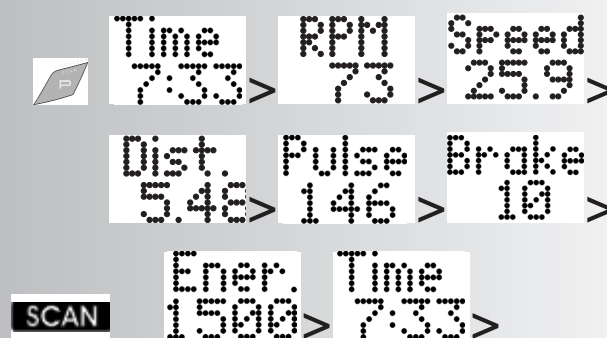 Time RPM Speed
P 7:33 > 73 > 25.9 >
Dist. Pulse Brake
5.48 > 146 > 10 >
Ener. Time
SCAN 1500 > 7:33 >